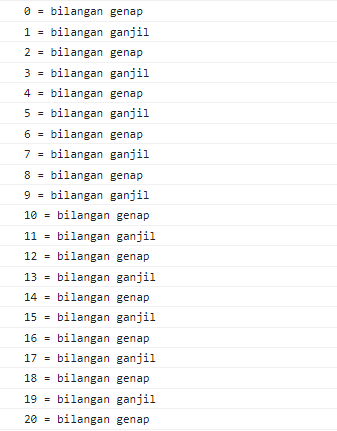 0 = bilangan genap
1 = bilangan ganjil
2 = bilangan genap
3 = bilangan ganjil
4 = bilangan genap
5 = bilangan ganjil
6 = bilangan genap
7 = bilangan ganjil
8 = bilangan genap
9 = bilangan ganjil
10 = bilangan genap
11 = bilangan ganjil
12 = bilangan genap
13 = bilangan ganjil
14 = bilangan genap
15 = bilangan ganjil
16 = bilangan genap
17 = bilangan ganjil
18 = bilangan genap
19 = bilangan ganjil
20 = bilangan genap